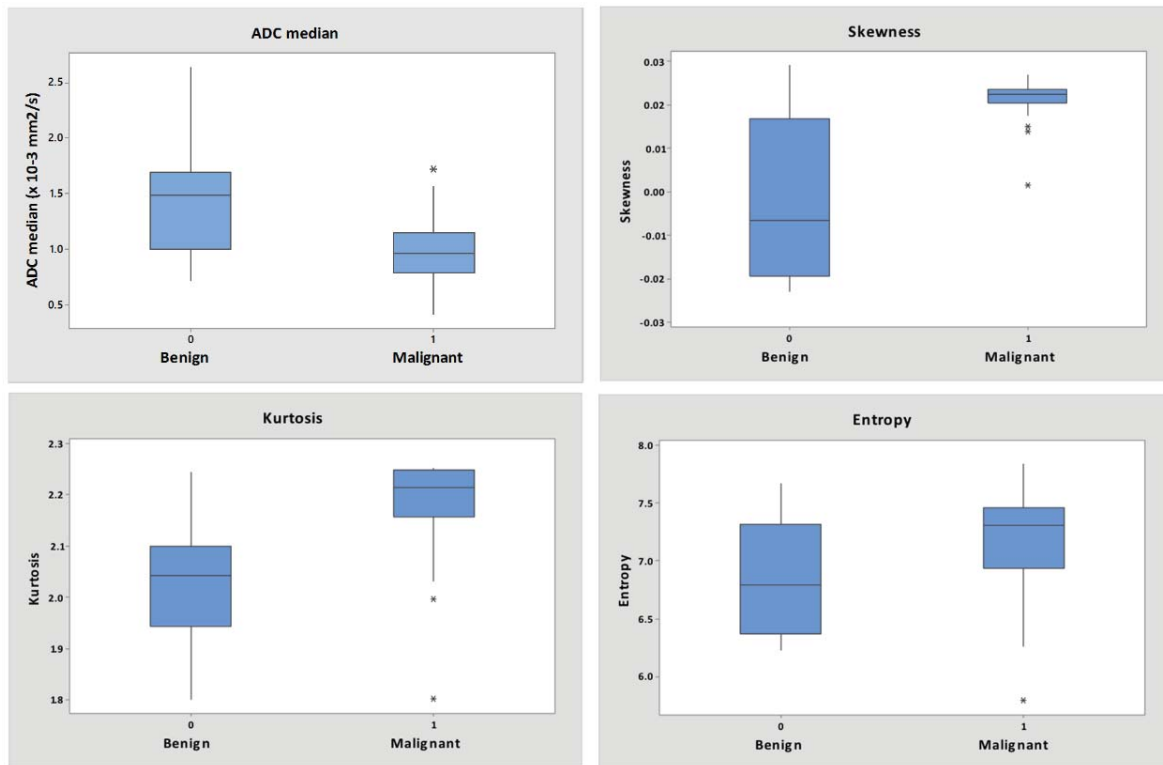 ADC median
ADC median (x 10-3 mm2/s)
2.5
2.0
1.5
1.0
0.5
0
1
Benign
Malignant
Skewness
Skewness
0.03
0.02
0.01
0.00
-0.01
-0.02
-0.03
0
1
Benign
Malignant
Kurtosis
Kurtosis
2.3
2.2
2.1
2.0
1.9
1.8
0
1
Benign
Malignant
Entropy
Entropy
8.0
7.5
7.0
6.5
6.0
0
1
Benign
Malignant